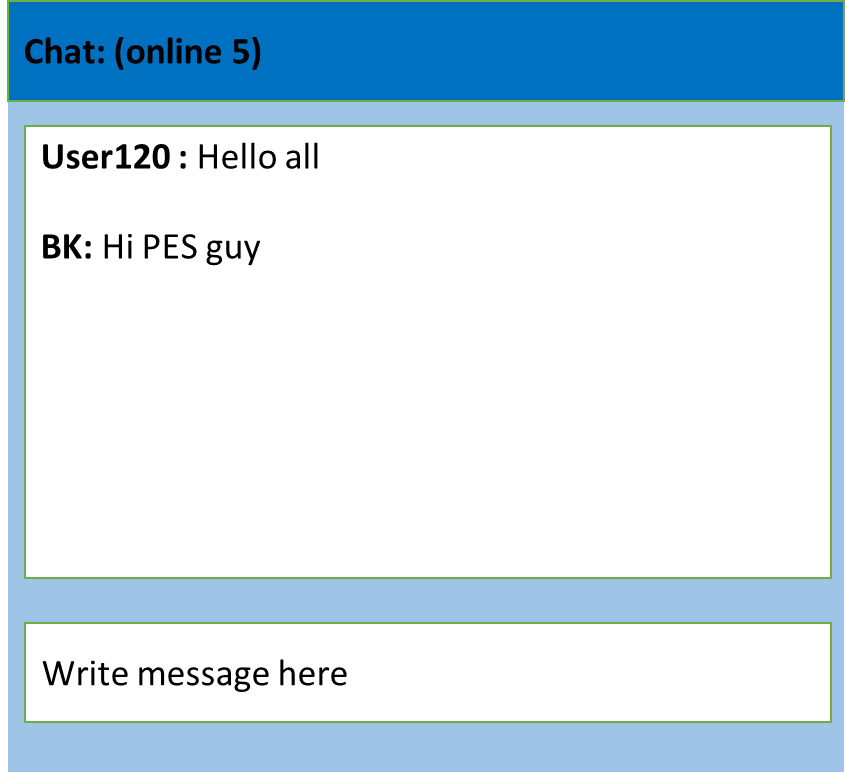 Chat: (online 5)
User120 : Hello all
BK: Hi PES guy
Write message here